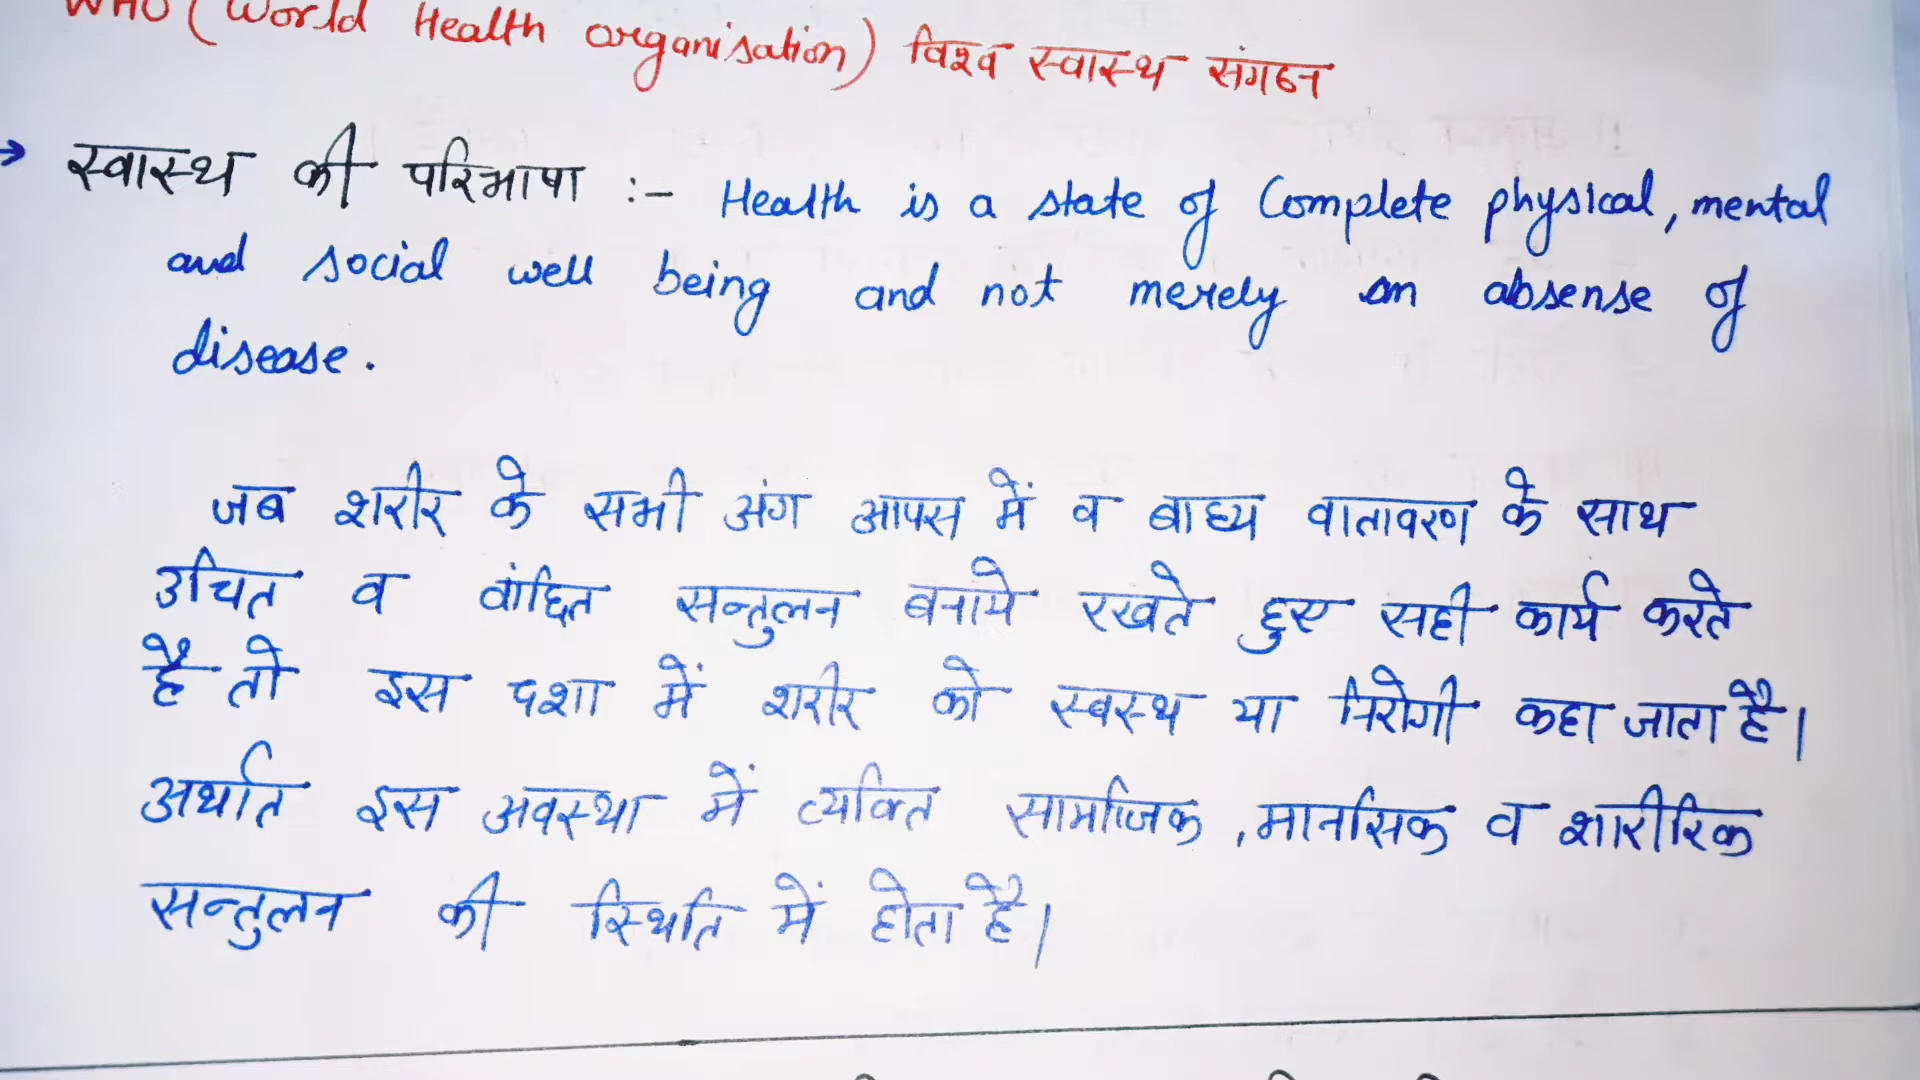 WHO (World Health organisation) विश्व स्वास्थ संगठन
→ स्वास्थ की परिभाषा :- Health is a state of Complete physical, mental
and social well being and not merely an absense of
disease.
जब शरीर के सभी अंग आपस में व बाह्य वातावरण के साथ
उचित व वांछित सन्तुलन बनाये रखते हुए सही कार्य करते
है तो इस दशा में शरीर को स्वस्थ या निरोगी कहा जाता है।
अर्थात इस अवस्था में व्यक्ति सामाजिक, मानसिक व शारीरिक
सन्तुलन की स्थिति में होता है।